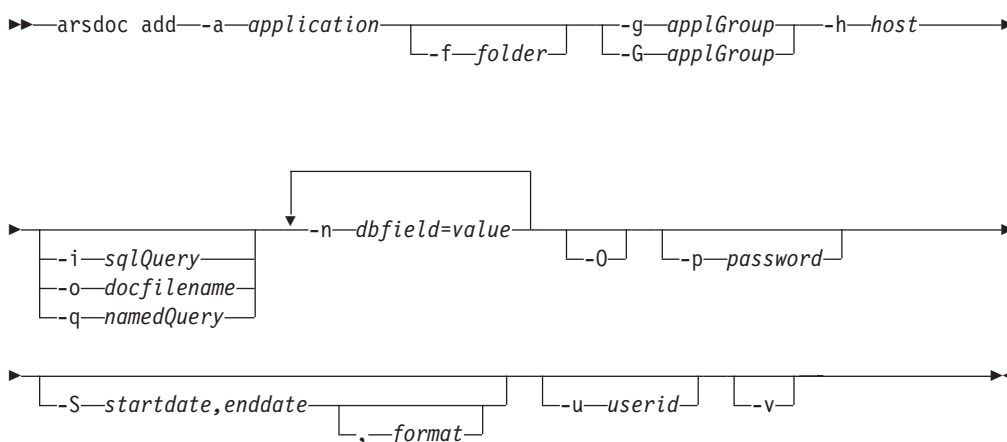 arsdoc add -a application -f folder -g applGroup -h host
-G applGroup
-i sqlQuery -n dbfield=value -O -p password
-o docfilename
-q namedQuery
-S startdate,enddate , format -u userid -v